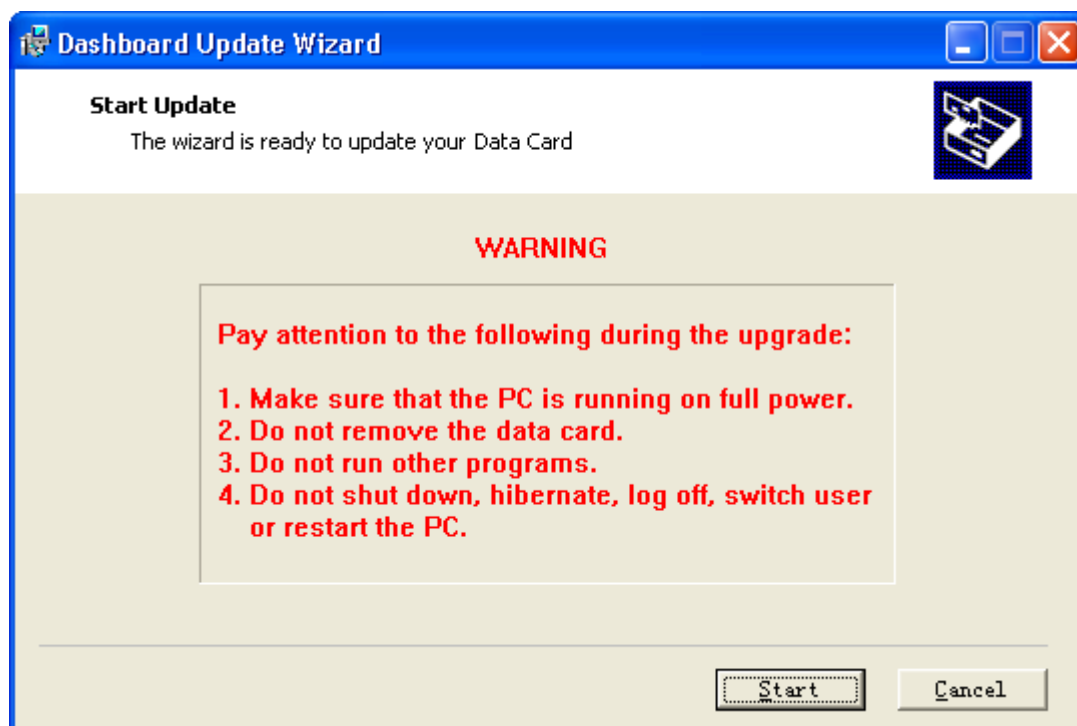 Dashboard Update Wizard
Start Update
The wizard is ready to update your Data Card
WARNING
Pay attention to the following during the upgrade:
1. Make sure that the PC is running on full power.
2. Do not remove the data card.
3. Do not run other programs.
4. Do not shut down, hibernate, log off, switch user
or restart the PC.
Start
Cancel